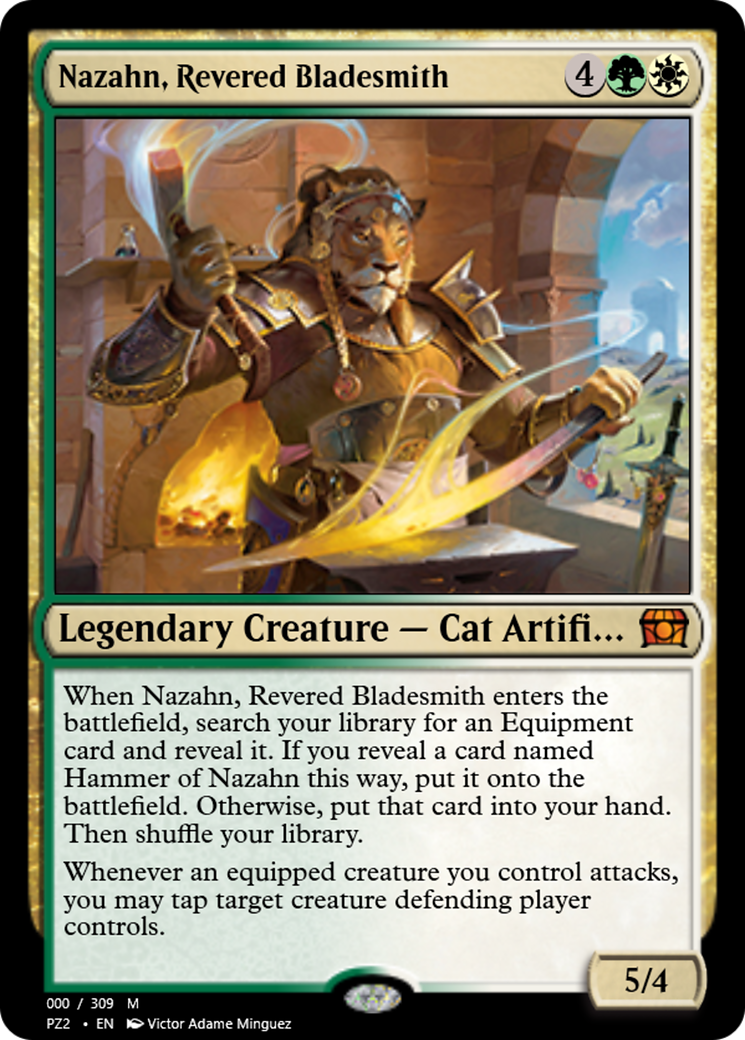 Nazahn, Revered Bladesmith 4
Legendary Creature — Cat Artifi...
When Nazahn, Revered Bladesmith enters the
battlefield, search your library for an Equipment
card and reveal it. If you reveal a card named
Hammer of Nazahn this way, put it onto the
battlefield. Otherwise, put that card into your hand.
Then shuffle your library.
Whenever an equipped creature you control attacks,
you may tap target creature defending player
controls.
5/4
000 / 309 M
PZ2 • EN Victor Adame Minguez